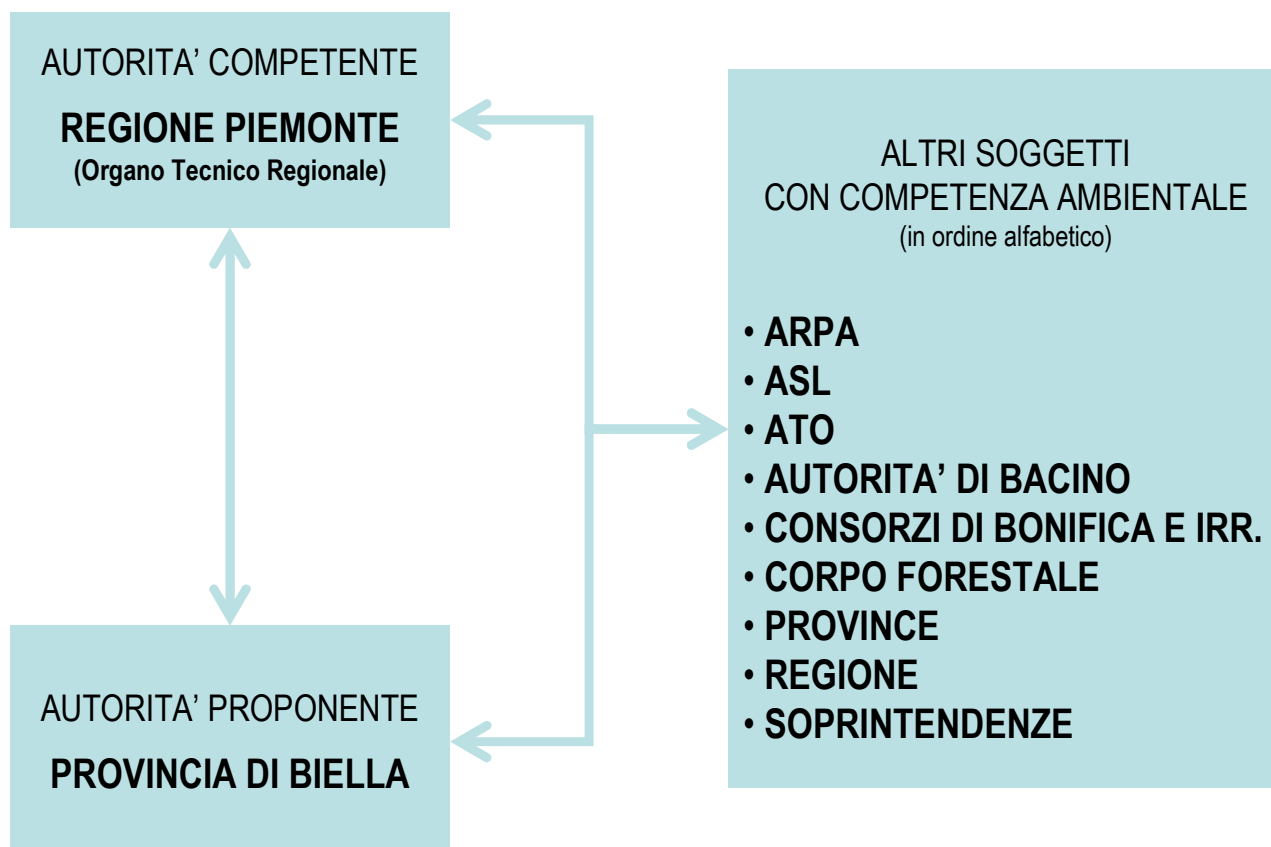 AUTORITA’ COMPETENTE
REGIONE PIEMONTE
(Organo Tecnico Regionale)
AUTORITA’ PROPONENTE
PROVINCIA DI BIELLA
ALTRI SOGGETTI
CON COMPETENZA AMBIENTALE
(in ordine alfabetico)
• ARPA
• ASL
• ATO
• AUTORITA’ DI BACINO
• CONSORZI DI BONIFICA E IRR.
• CORPO FORESTALE
• PROVINCE
• REGIONE
• SOPRINTENDENZE